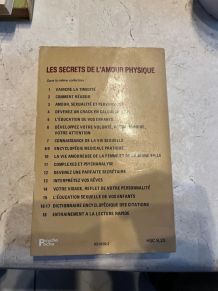 LES SECRETS DE L'AMOUR PHYSIQUE
Dans la même collection
1 VAINCRE LA TIMIDITÉ
2 COMMENT RÉUSSIR
3 AMOUR, SEXUALITÉ ET
4 DEVENEZ UN CRACK EN CALCUL
5 L'ÉDUCATION DE VOS ENFANTS
6 DÉVELOPPEZ VOTRE VOLONTÉ, VOTRE
ATTENTION
7 CONNAISSANCE DE LA VIE SEXUELLE
ENCYCLOPÉDIE MÉDICALE PRATIQUE
10 LA VIE AMOUREUSE DE LA FEMME ET DE LA JEUNE FILLE
11 COMPLEXES ET PSYCHANALYSE
12 DEVENEZ UNE PARFAITE SECRÉTAIRE
13 INTERPRÉTEZ VOS RÊVES
14 VOTRE VISAGE, REFLET DE VOTRE PERSONNALITÉ
15 L'ÉDUCATION SEXUELLE DE VOS ENFANTS
16/17 DICTIONNAIRE ENCYCLOPÉDIQUE DES CITATIONS
18 ENTRAINEMENT A LA LECTURE RAPIDE
Poche